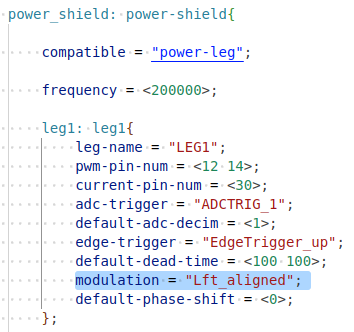 power_shield: power-shield{
compatible = "power-leg";
frequency = <200000>;
leg1: leg1{
leg-name = "LEG1";
pwm-pin-num = <12 14>;
current-pin-num = <30>;
adc-trigger = "ADCTRIG_1";
default-adc-decim = <1>;
edge-trigger = "EdgeTrigger_up";
default-dead-time = <100 100>;
modulation = "Lft_aligned";
default-phase-shift = <0>;
};